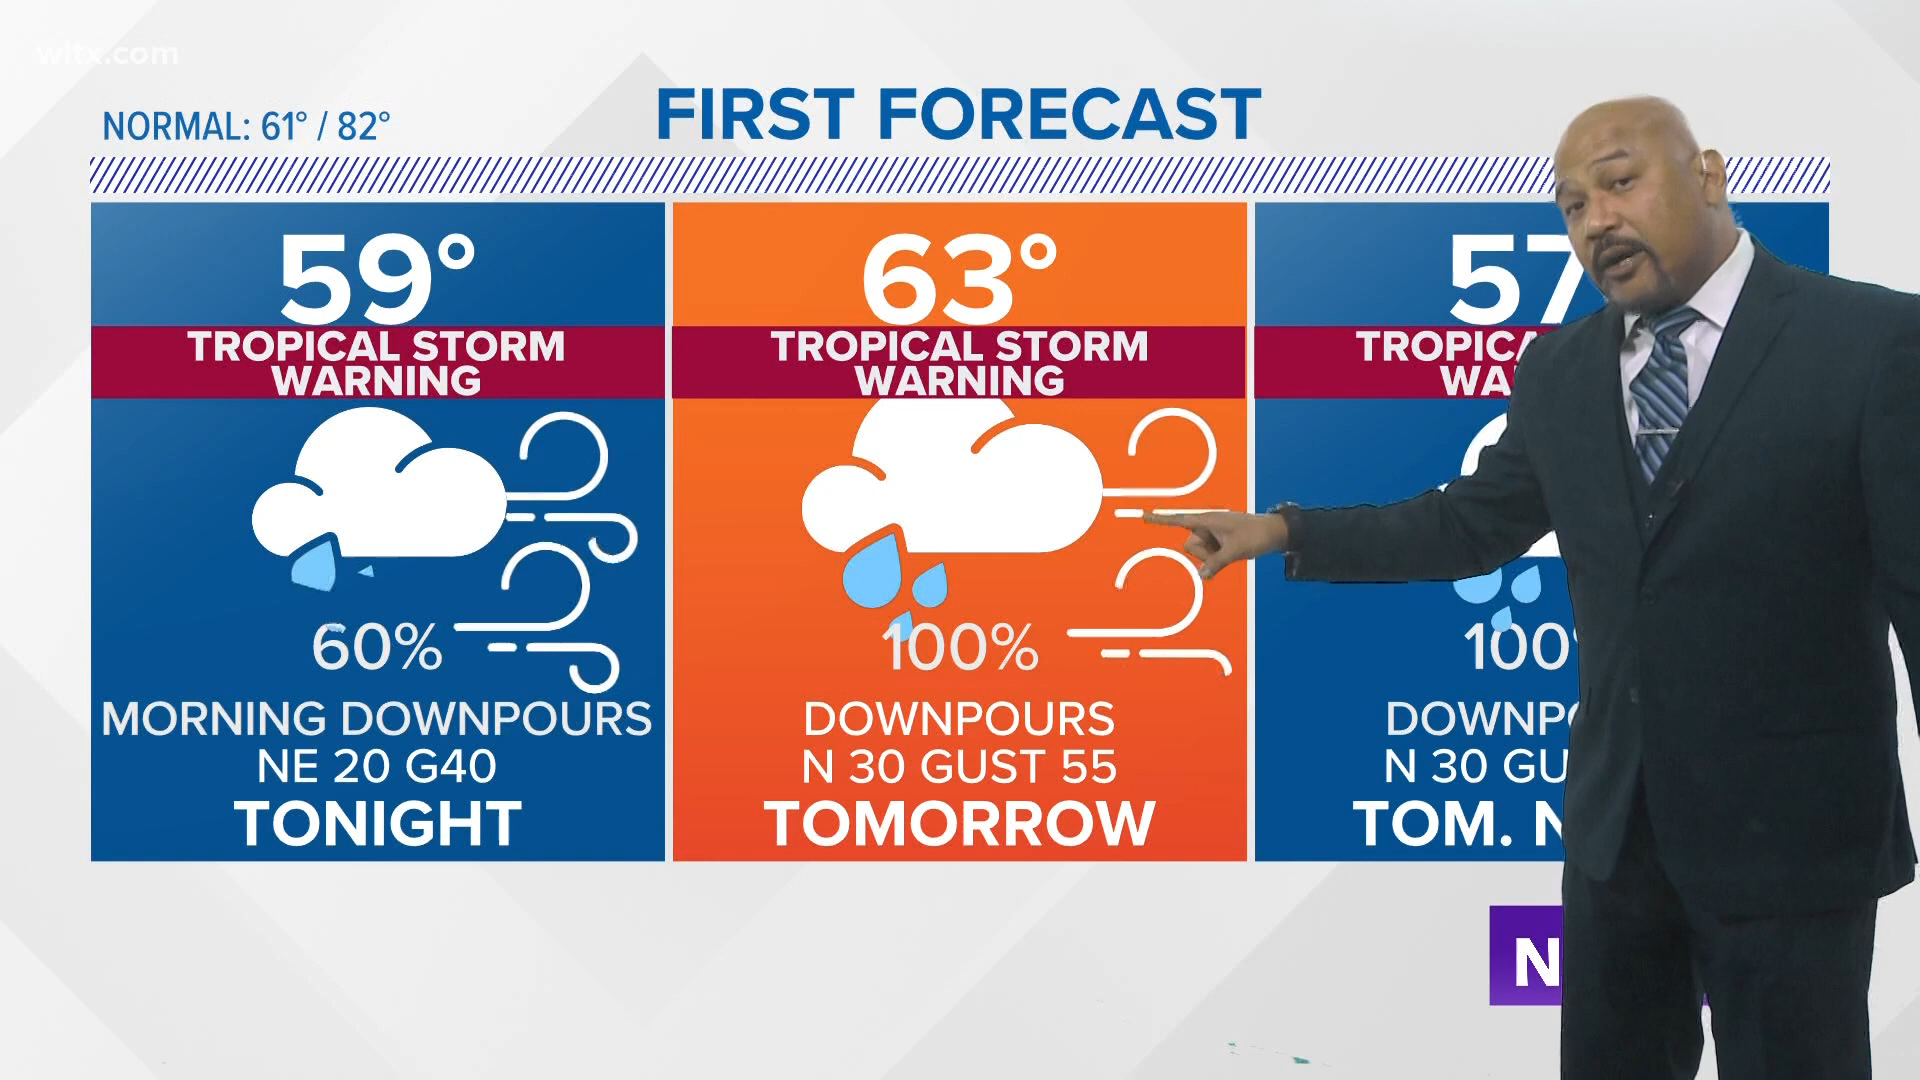 wltx.com
NORMAL: 61° / 82°
FIRST FORECAST
59°
TROPICAL STORM
WARNING
60%
MORNING DOWNPOURS
NE 20 G40
TONIGHT
63°
TROPICAL STORM
WARNING
100%
DOWNPOURS
N 30 GUST 55
TOMORROW
57
TROPICA
WA
100
DOWNP
N 30 GU
TOM. N
N